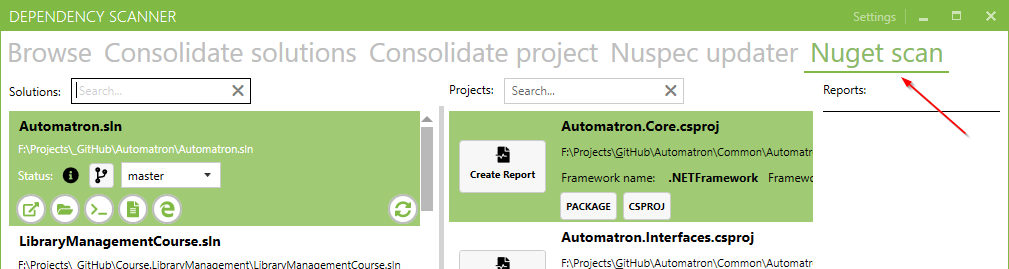 DEPENDENCY SCANNER
Settings
Browse Consolidate solutions Consolidate project Nuspec updater Nuget scan
Solutions: Search...
Projects: Search...
Reports:
Automatron.sln
F:\Projects\_GitHub\Automatron\Automatron.sln
Status: master
LibraryManagementCourse.sln
F:\Projects\_GitHub\Course.LibraryManagement\LibraryManagementCourse.sln
Create Report
Automatron.Core.csproj
F:\Projects\GitHub\Automatron\Common\Automatr
Framework name: .NETFramework Framew
PACKAGE CSPROJ
Automatron.Interfaces.csproj
F:\Projects\GitHub\Automatron\Common\Automatr